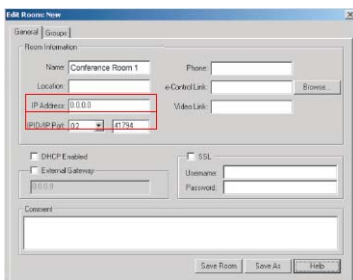 Edit Room: New
General Groups
Room Information
Name: Conference Room 1
Phone:
Location:
e-Control Link:
Browse...
IP Address: 0.0.0.0
Video Link:
IPID/IP Port: 02 41794
DHCP Enabled
SSL
External Gateway
Username:
0.0.0.0
Password:
Comment
Save Room Save As Help